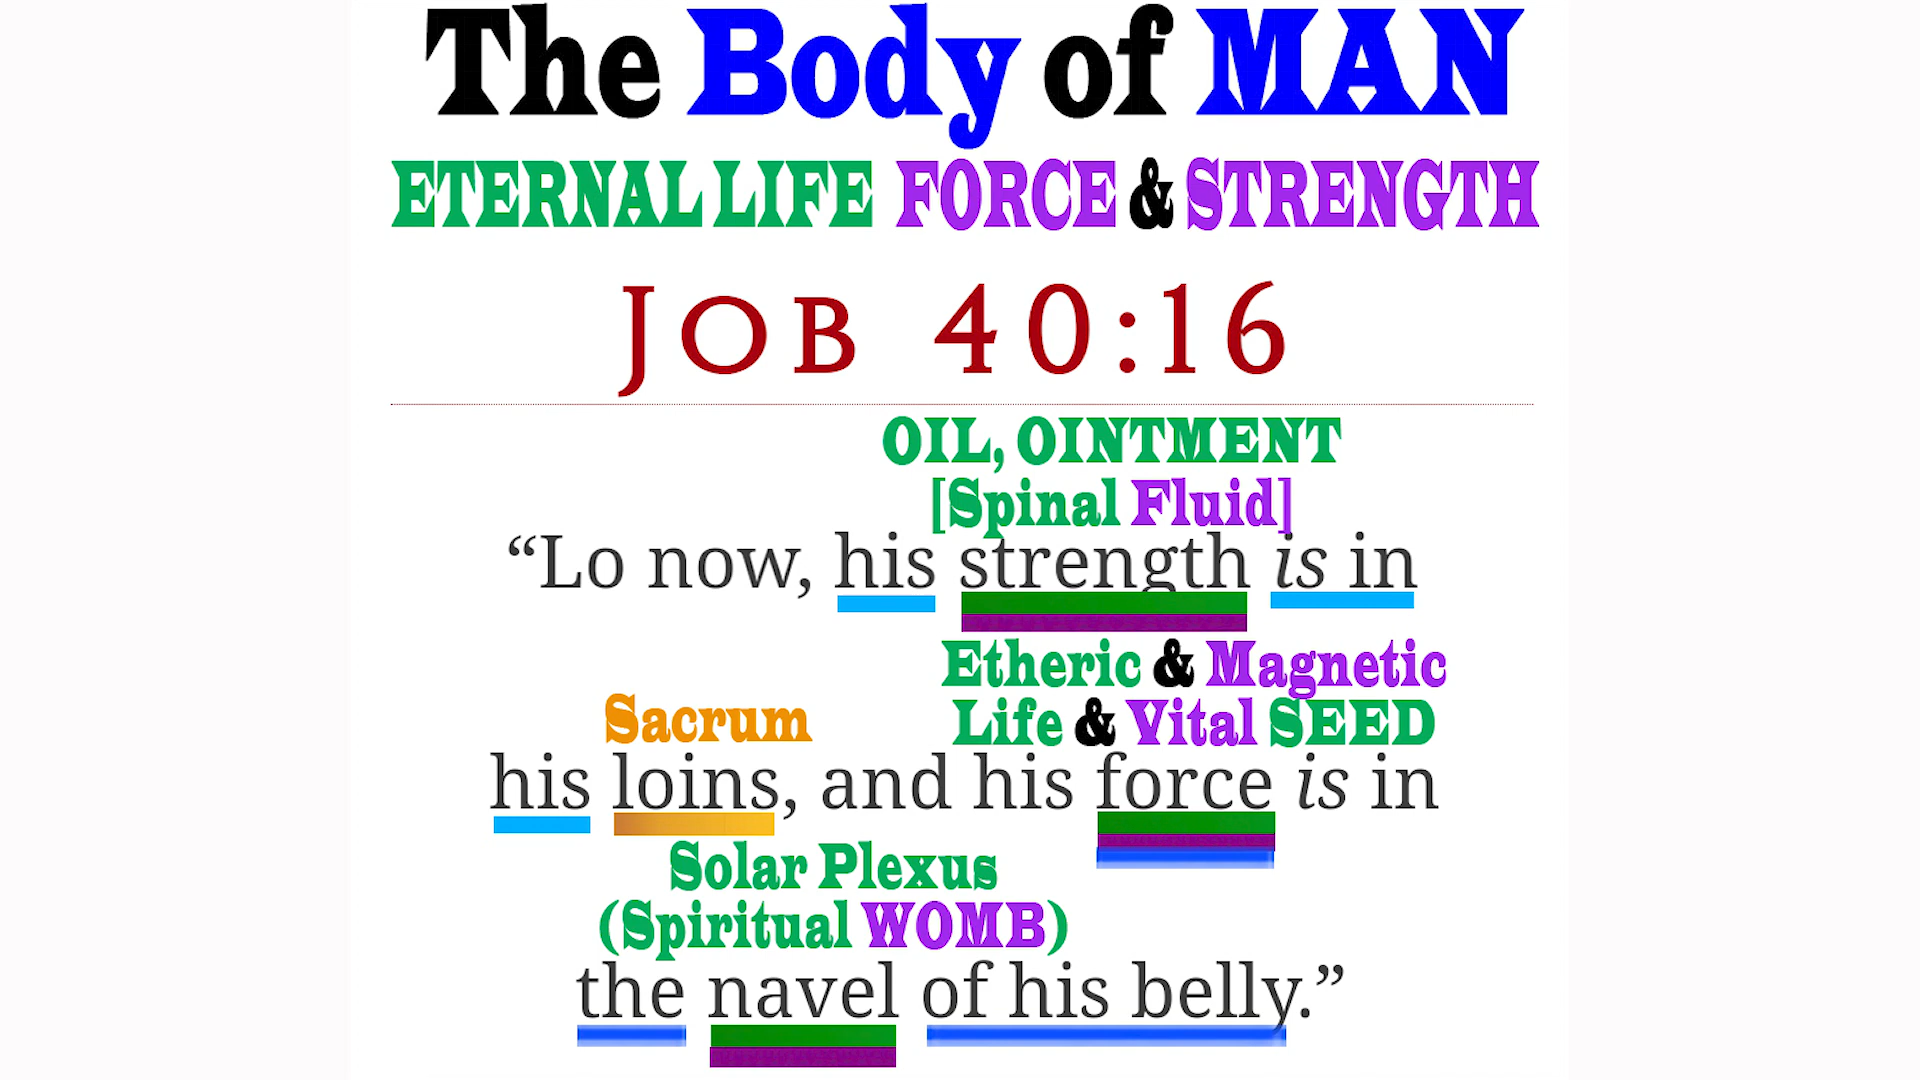 The Body of MAN
ETERNAL LIFE FORCE & STRENGTH
JOB 40:16
OIL, OINTMENT
[Spinal Fluid]
“Lo now, his strength is in
Etheric & Magnetic
Sacrum Life & Vital SEED
his loins, and his force is in
Solar Plexus
(Spiritual WOMB)
the navel of his belly.”